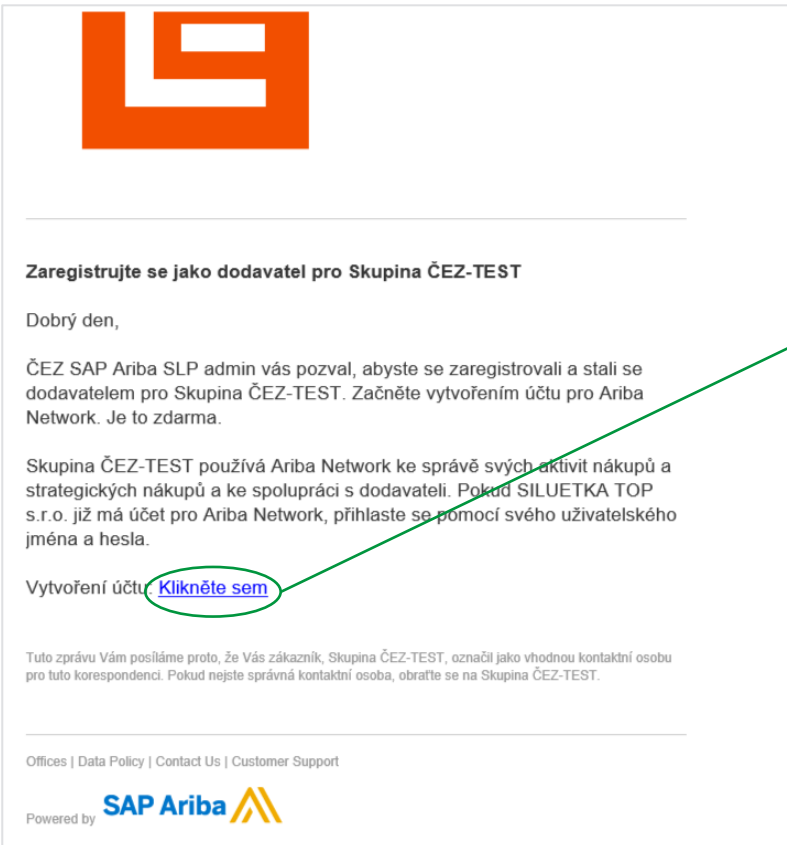 Zaregistrujte se jako dodavatel pro Skupina ČEZ-TEST
Dobrý den,
ČEZ SAP Ariba SLP admin vás pozval, abyste se zaregistrovali a stali se
dodavatelem pro Skupina ČEZ-TEST. Začněte vytvořením účtu pro Ariba
Network. Je to zdarma.
Skupina ČEZ-TEST používá Ariba Network ke správě svých aktivit nákupů a
strategických nákupů a ke spolupráci s dodavateli. Pokud SILUETKA TOP
s.r.o. již má účet pro Ariba Network, přihlaste se pomocí svého uživatelského
jména a hesla.
Vytvoření účtu: Klikněte sem
Tuto zprávu Vám posíláme proto, že Vás zákazník, Skupina ČEZ-TEST, označil jako vhodnou kontaktní osobu
pro tuto korespondenci. Pokud nejste správná kontaktní osoba, obraťte se na Skupina ČEZ-TEST.
Offices | Data Policy | Contact Us | Customer Support
Powered by SAP Ariba